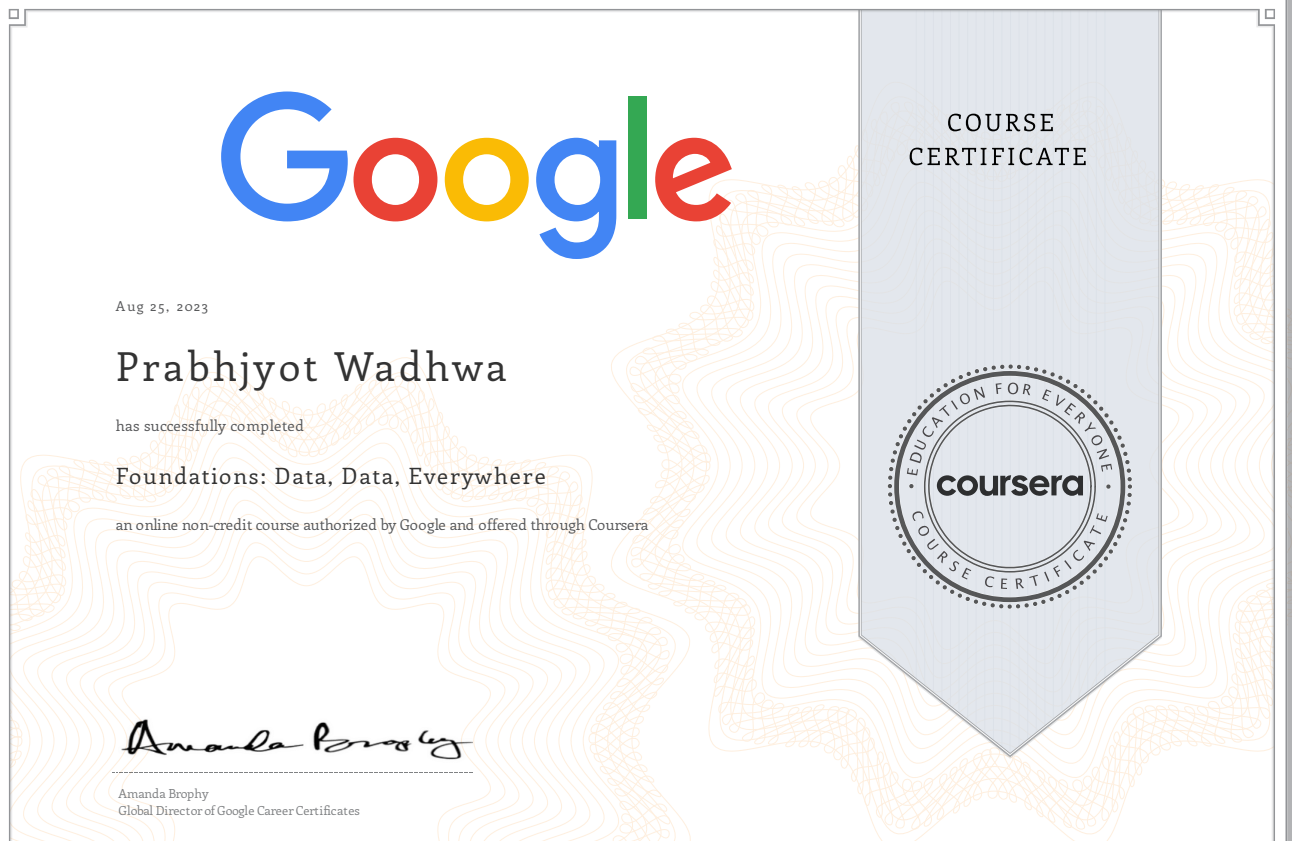 Google
COURSE
CERTIFICATE
Aug 25, 2023
Prabhjyot Wadhwa
has successfully completed
Foundations: Data, Data, Everywhere
an online non-credit course authorized by Google and offered through Coursera
EDUCATION FOR EVERYONE
coursera
COURSE CERTIFICATE
Amanda Brophy
Amanda Brophy
Global Director of Google Career Certificates